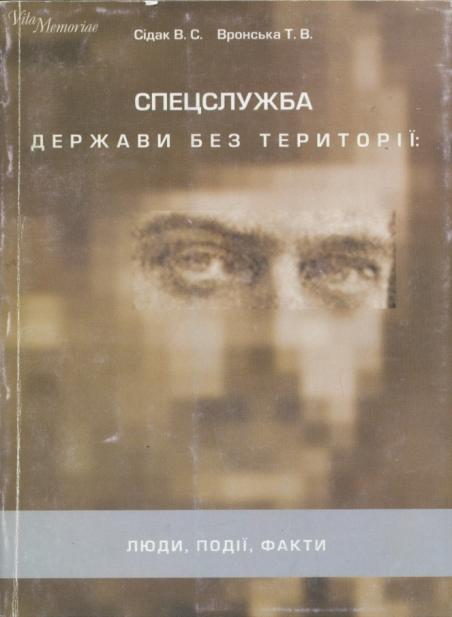 Vita
Memoriae
Сідак В. С. Вронська Т. В.
СПЕЦСЛУЖБА
ДЕРЖАВИ БЕЗ ТЕРИТОРІЇ:
ЛЮДИ, ПОДІЇ, ФАКТИ